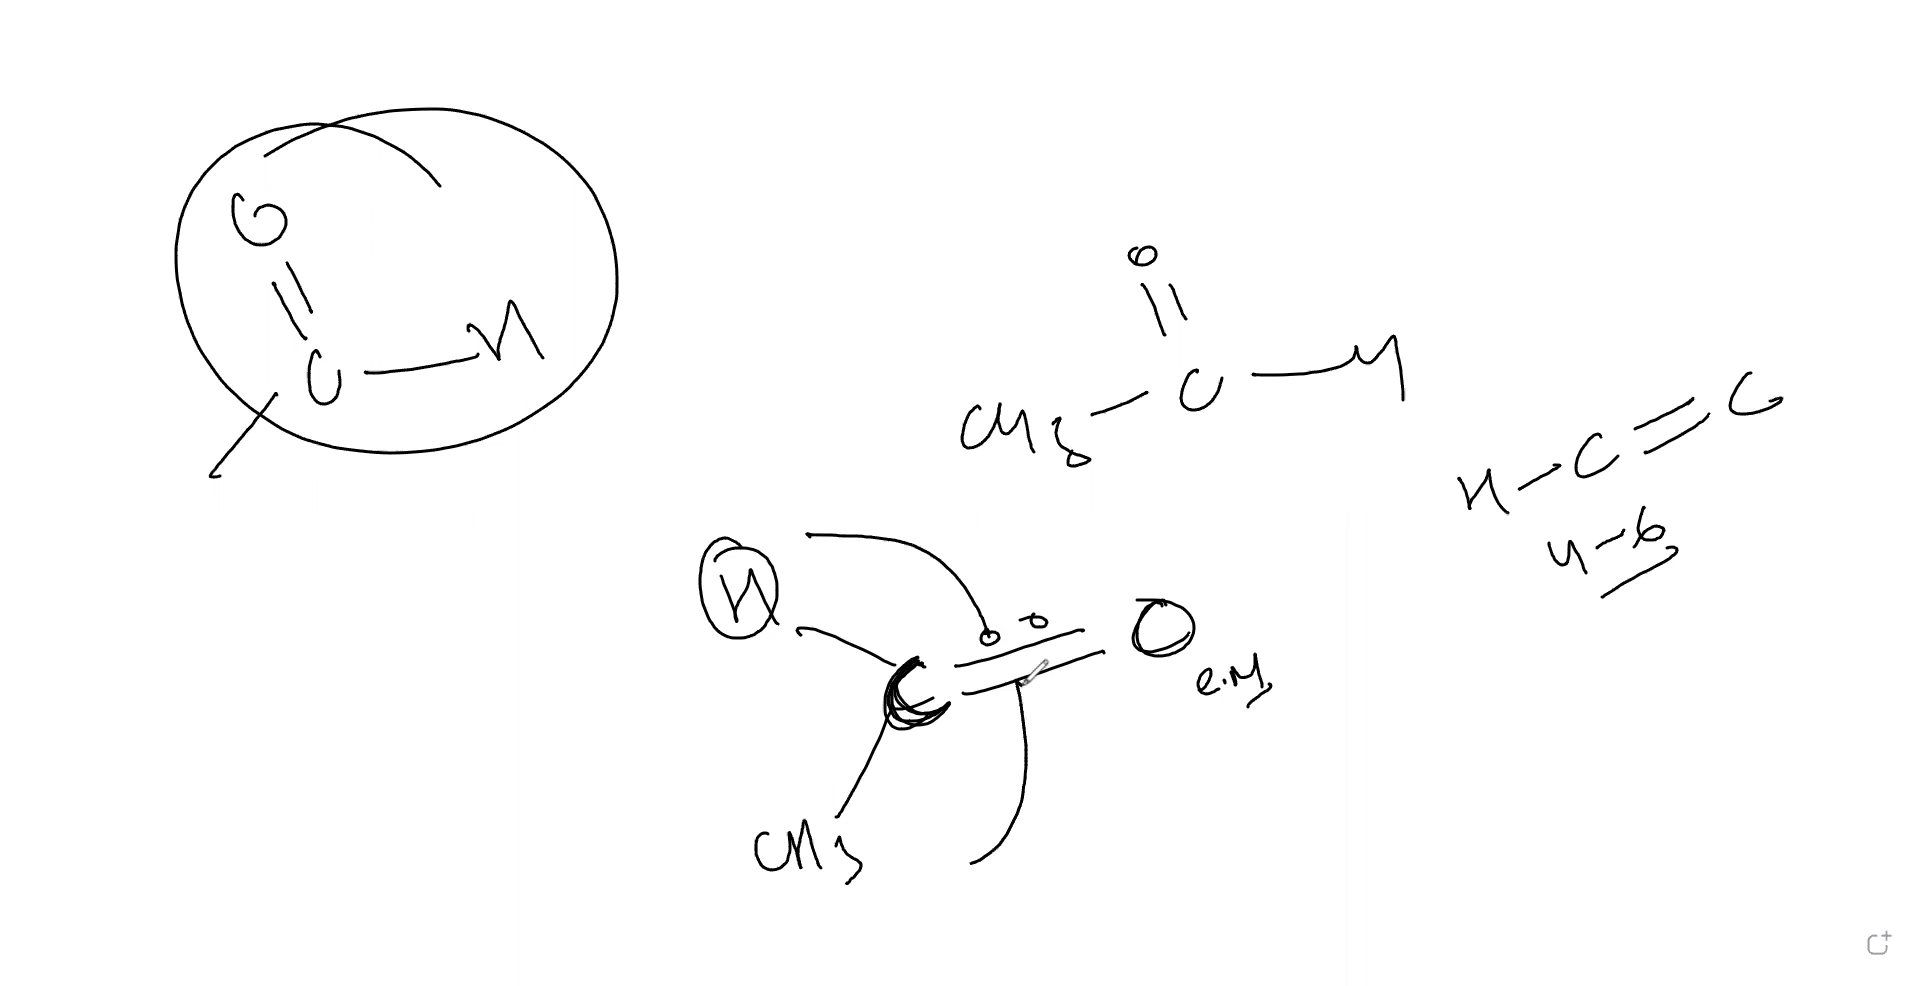 O
C — H
O
CH3 — C — H
H — C = C
H
O
C
e.N
CH3